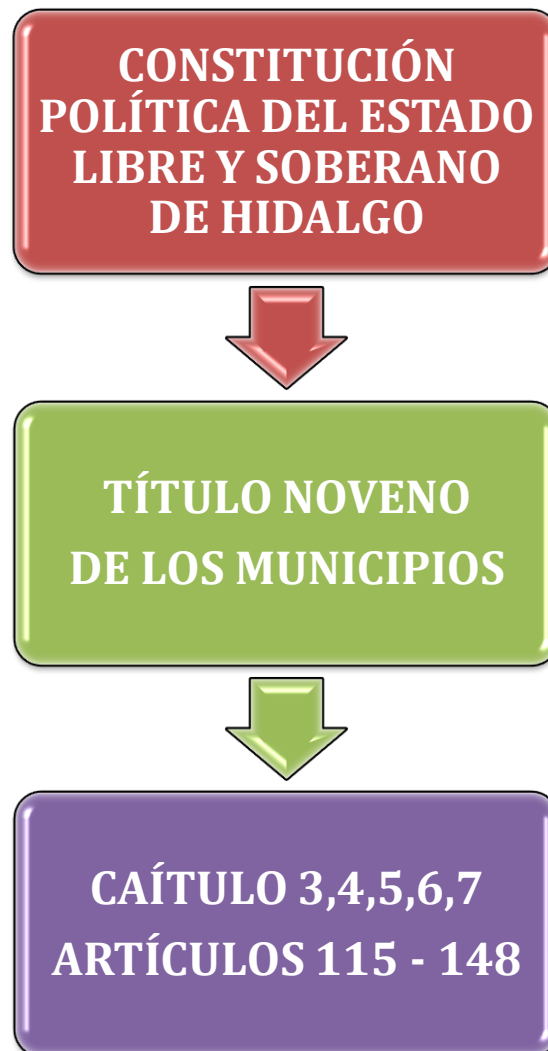 CONSTITUCIÓN
POLÍTICA DEL ESTADO
LIBRE Y SOBERANO
DE HIDALGO
TÍTULO NOVENO
DE LOS MUNICIPIOS
CAÍTULO 3,4,5,6,7
ARTÍCULOS 115 - 148